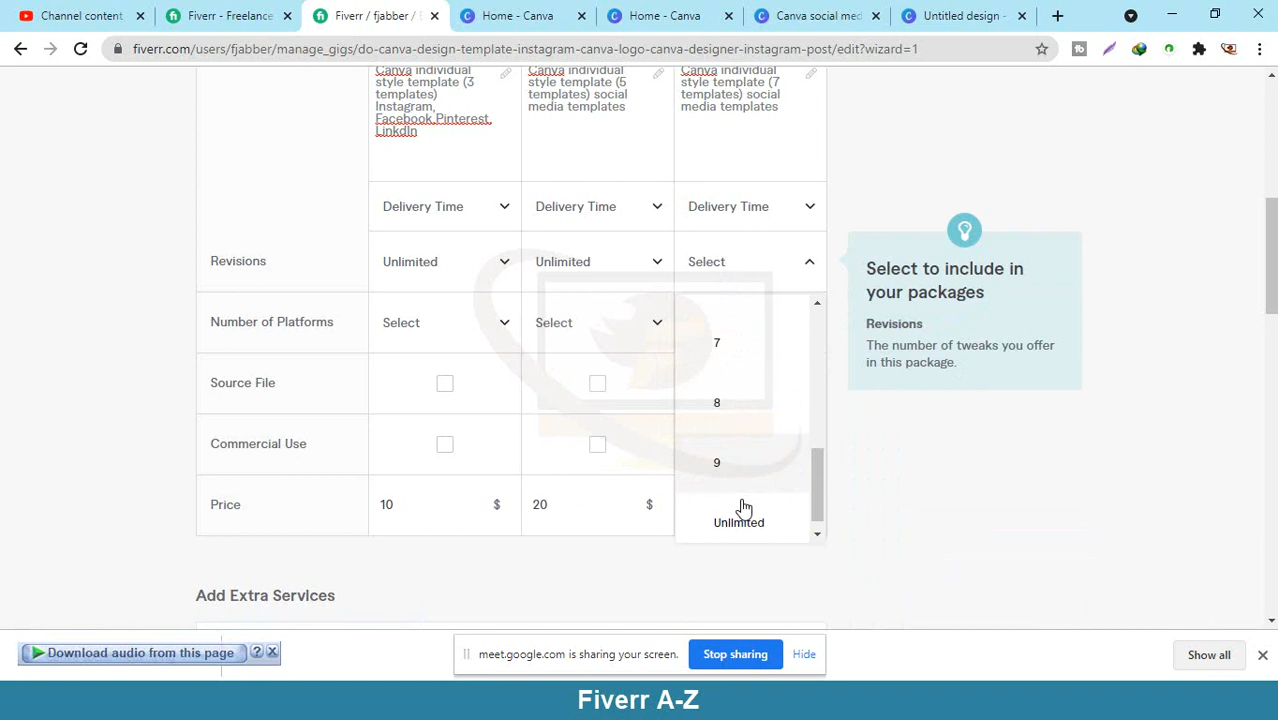 Channel content
Fiverr - Freelance
Fiverr / fjabber / E
Home - Canva
Home - Canva
Canva social med
Untitled design -
fiverr.com/users/fjabber/manage_gigs/do-canva-design-template-instagram-canva-logo-canva-designer-instagram-post/edit?wizard=1
Canva individual style template (3 templates) Instagram, Facebook,Pinterest, LinkdIn
Canva individual style template (5 templates) social media templates
Canva individual style template (7 templates) social media templates
Delivery Time
Delivery Time
Delivery Time
Revisions
Unlimited
Unlimited
Select
Number of Platforms
Select
Select
7
8
9
Unlimited
Source File
Commercial Use
Price
10 $
20 $
Select to include in
your packages
Revisions
The number of tweaks you offer
in this package.
Add Extra Services
Download audio from this page
?
meet.google.com is sharing your screen.
Stop sharing
Hide
Show all
Fiverr A-Z